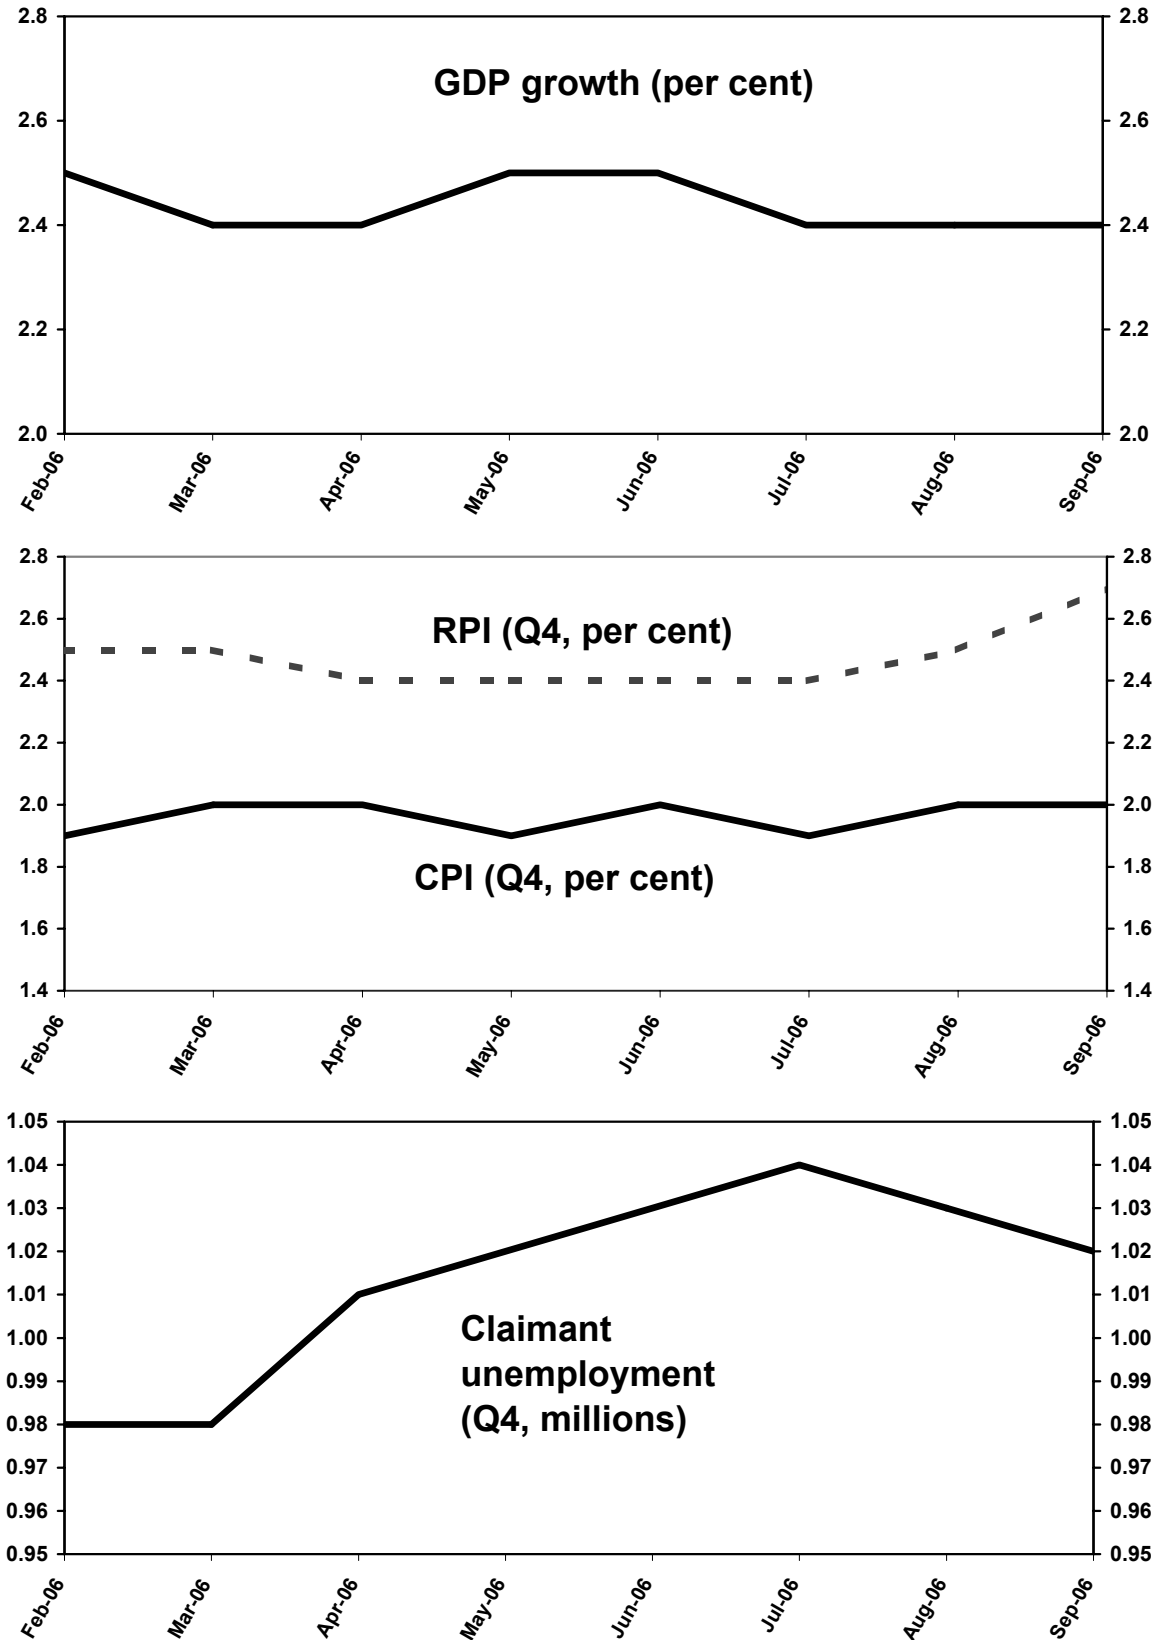 GDP growth (per cent)
2.8 2.8
2.6 2.6
2.4 2.4
2.2 2.2
2.0 2.0
Feb-06 Mar-06 Apr-06 May-06 Jun-06 Jul-06 Aug-06 Sep-06
2.8 2.8
2.6 2.6
RPI (Q4, per cent)
2.4 2.4
2.2 2.2
2.0 2.0
1.8 1.8
CPI (Q4, per cent)
1.6 1.6
1.4 1.4
Feb-06 Mar-06 Apr-06 May-06 Jun-06 Jul-06 Aug-06 Sep-06
1.05 1.05
1.04 1.04
1.03 1.03
1.02 1.02
1.01 1.01
1.00 1.00
0.99 0.99
0.98 0.98
0.97 0.97
0.96 0.96
0.95 0.95
Claimant
unemployment
(Q4, millions)
Feb-06 Mar-06 Apr-06 May-06 Jun-06 Jul-06 Aug-06 Sep-06